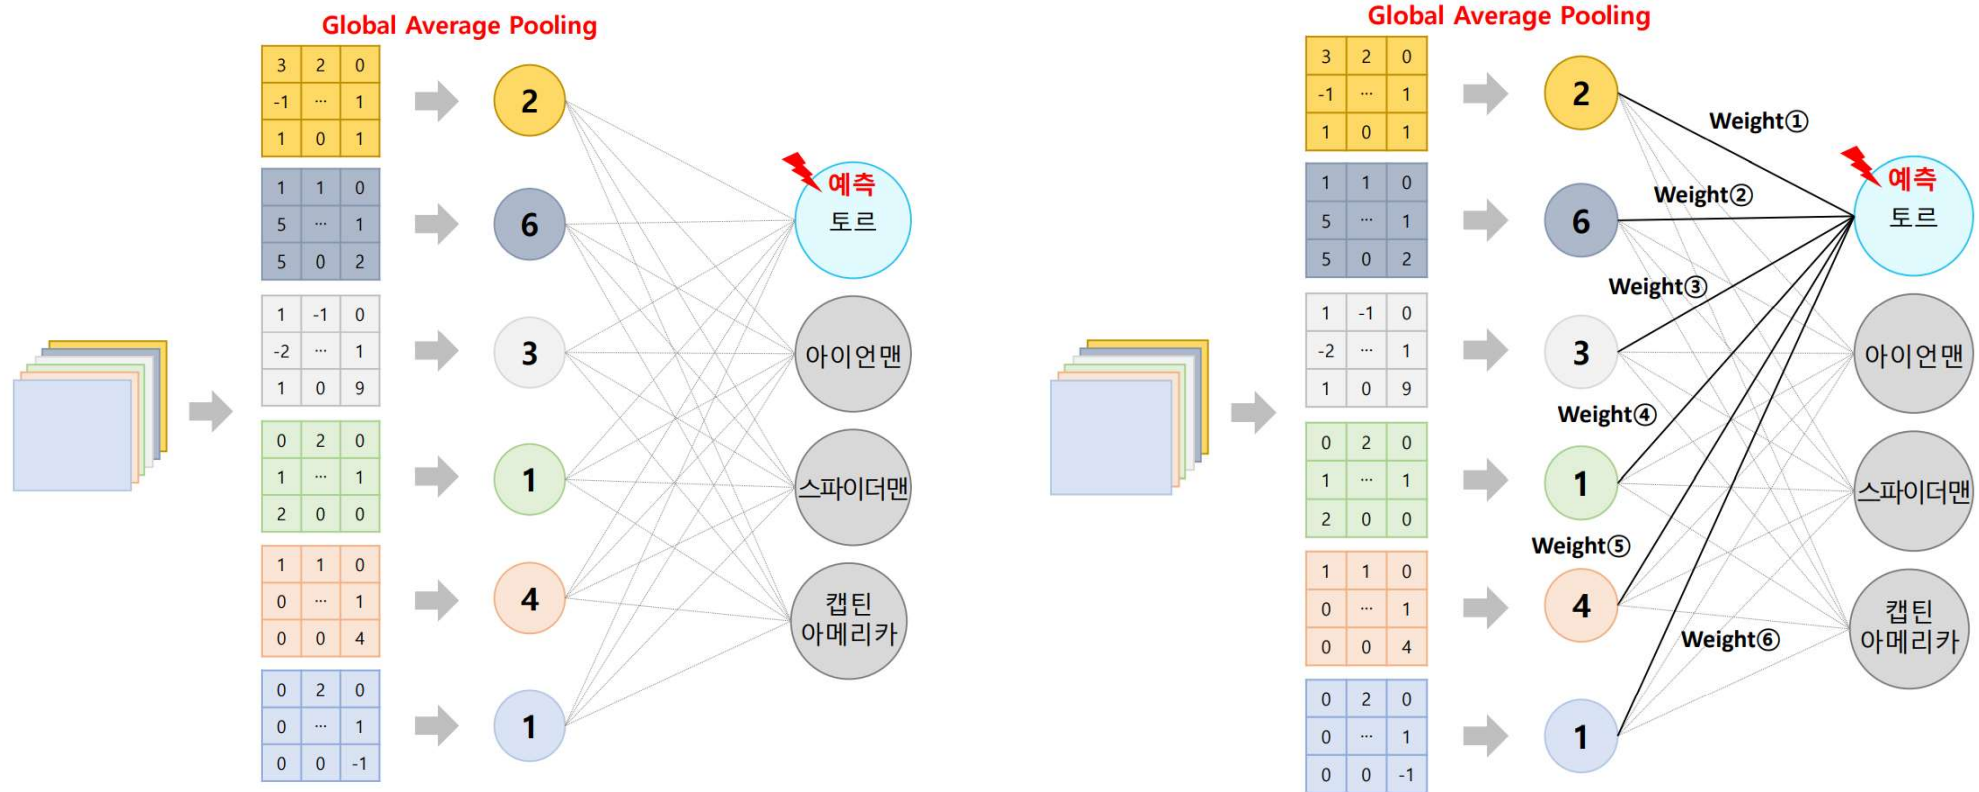 Global Average Pooling
3 2 0
-1 ... 1
1 0 1
2
1 1 0
5 ... 1
5 0 2
6
1 -1 0
-2 ... 1
1 0 9
3
0 2 0
1 ... 1
2 0 0
1
1 1 0
0 ... 1
0 0 4
4
0 2 0
0 ... 1
0 0 -1
1
예측
토르
아이언맨
스파이더맨
캡틴
아메리카
Global Average Pooling
3 2 0
-1 ... 1
1 0 1
2
1 1 0
5 ... 1
5 0 2
6
1 -1 0
-2 ... 1
1 0 9
3
0 2 0
1 ... 1
2 0 0
1
1 1 0
0 ... 1
0 0 4
4
0 2 0
0 ... 1
0 0 -1
1
Weight①
Weight②
Weight③
Weight④
Weight⑤
Weight⑥
예측
토르
아이언맨
스파이더맨
캡틴
아메리카